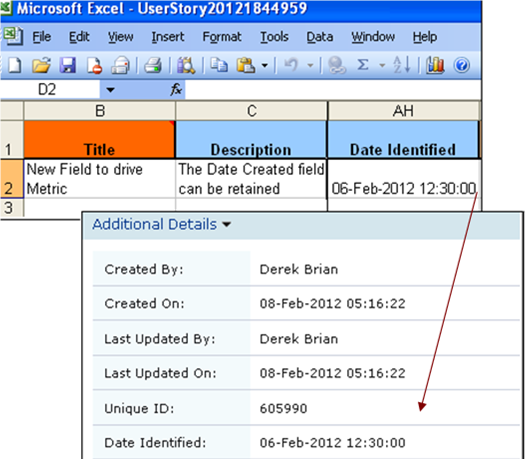 Microsoft Excel - UserStory20121844959
File Edit View Insert Format Tools Data Window Help
D2 fx
B C AH
1 Title Description Date Identified
New Field to drive The Date Created field
2 Metric can be retained 06-Feb-2012 12:30:00
3
Additional Details
Created By: Derek Brian
Created On: 08-Feb-2012 05:16:22
Last Updated By: Derek Brian
Last Updated On: 08-Feb-2012 05:16:22
Unique ID: 605990
Date Identified: 06-Feb-2012 12:30:00